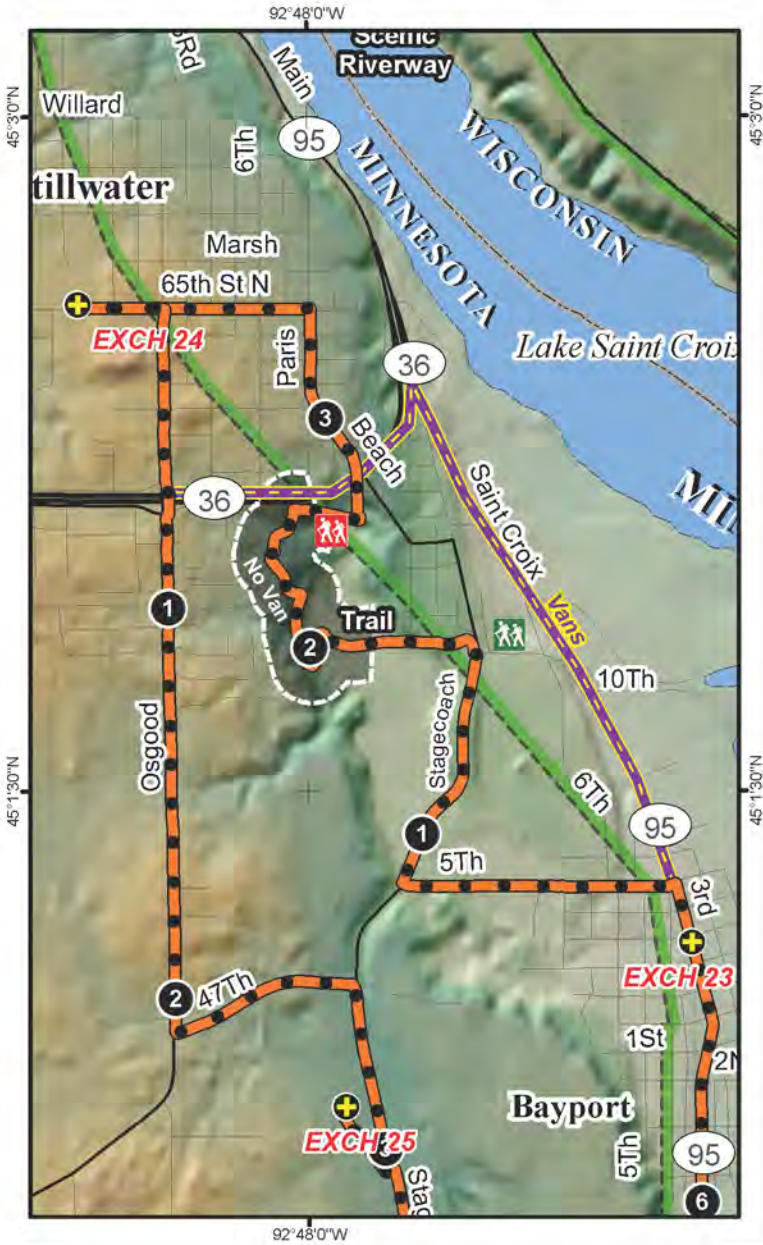 92°48'0"W
Scenic
Riverway
Rd
Main
Willard
45°3'0"N
45°3'0"N
6Th
95
WISCONSIN
MINNESOTA
tillwater
Marsh
65th St N
EXCH 24
Paris
36
Lake Saint Croix
3
Beach
36
Saint Croix
MI
No Van
1
Trail
Vans
2
10Th
Osgood
Stagecoach
45°1'30"N
45°1'30"N
6Th
95
1
5Th
3rd
EXCH 23
2
47Th
1St
2N
Bayport
EXCH 25
5Th
95
Stag
6
92°48'0"W